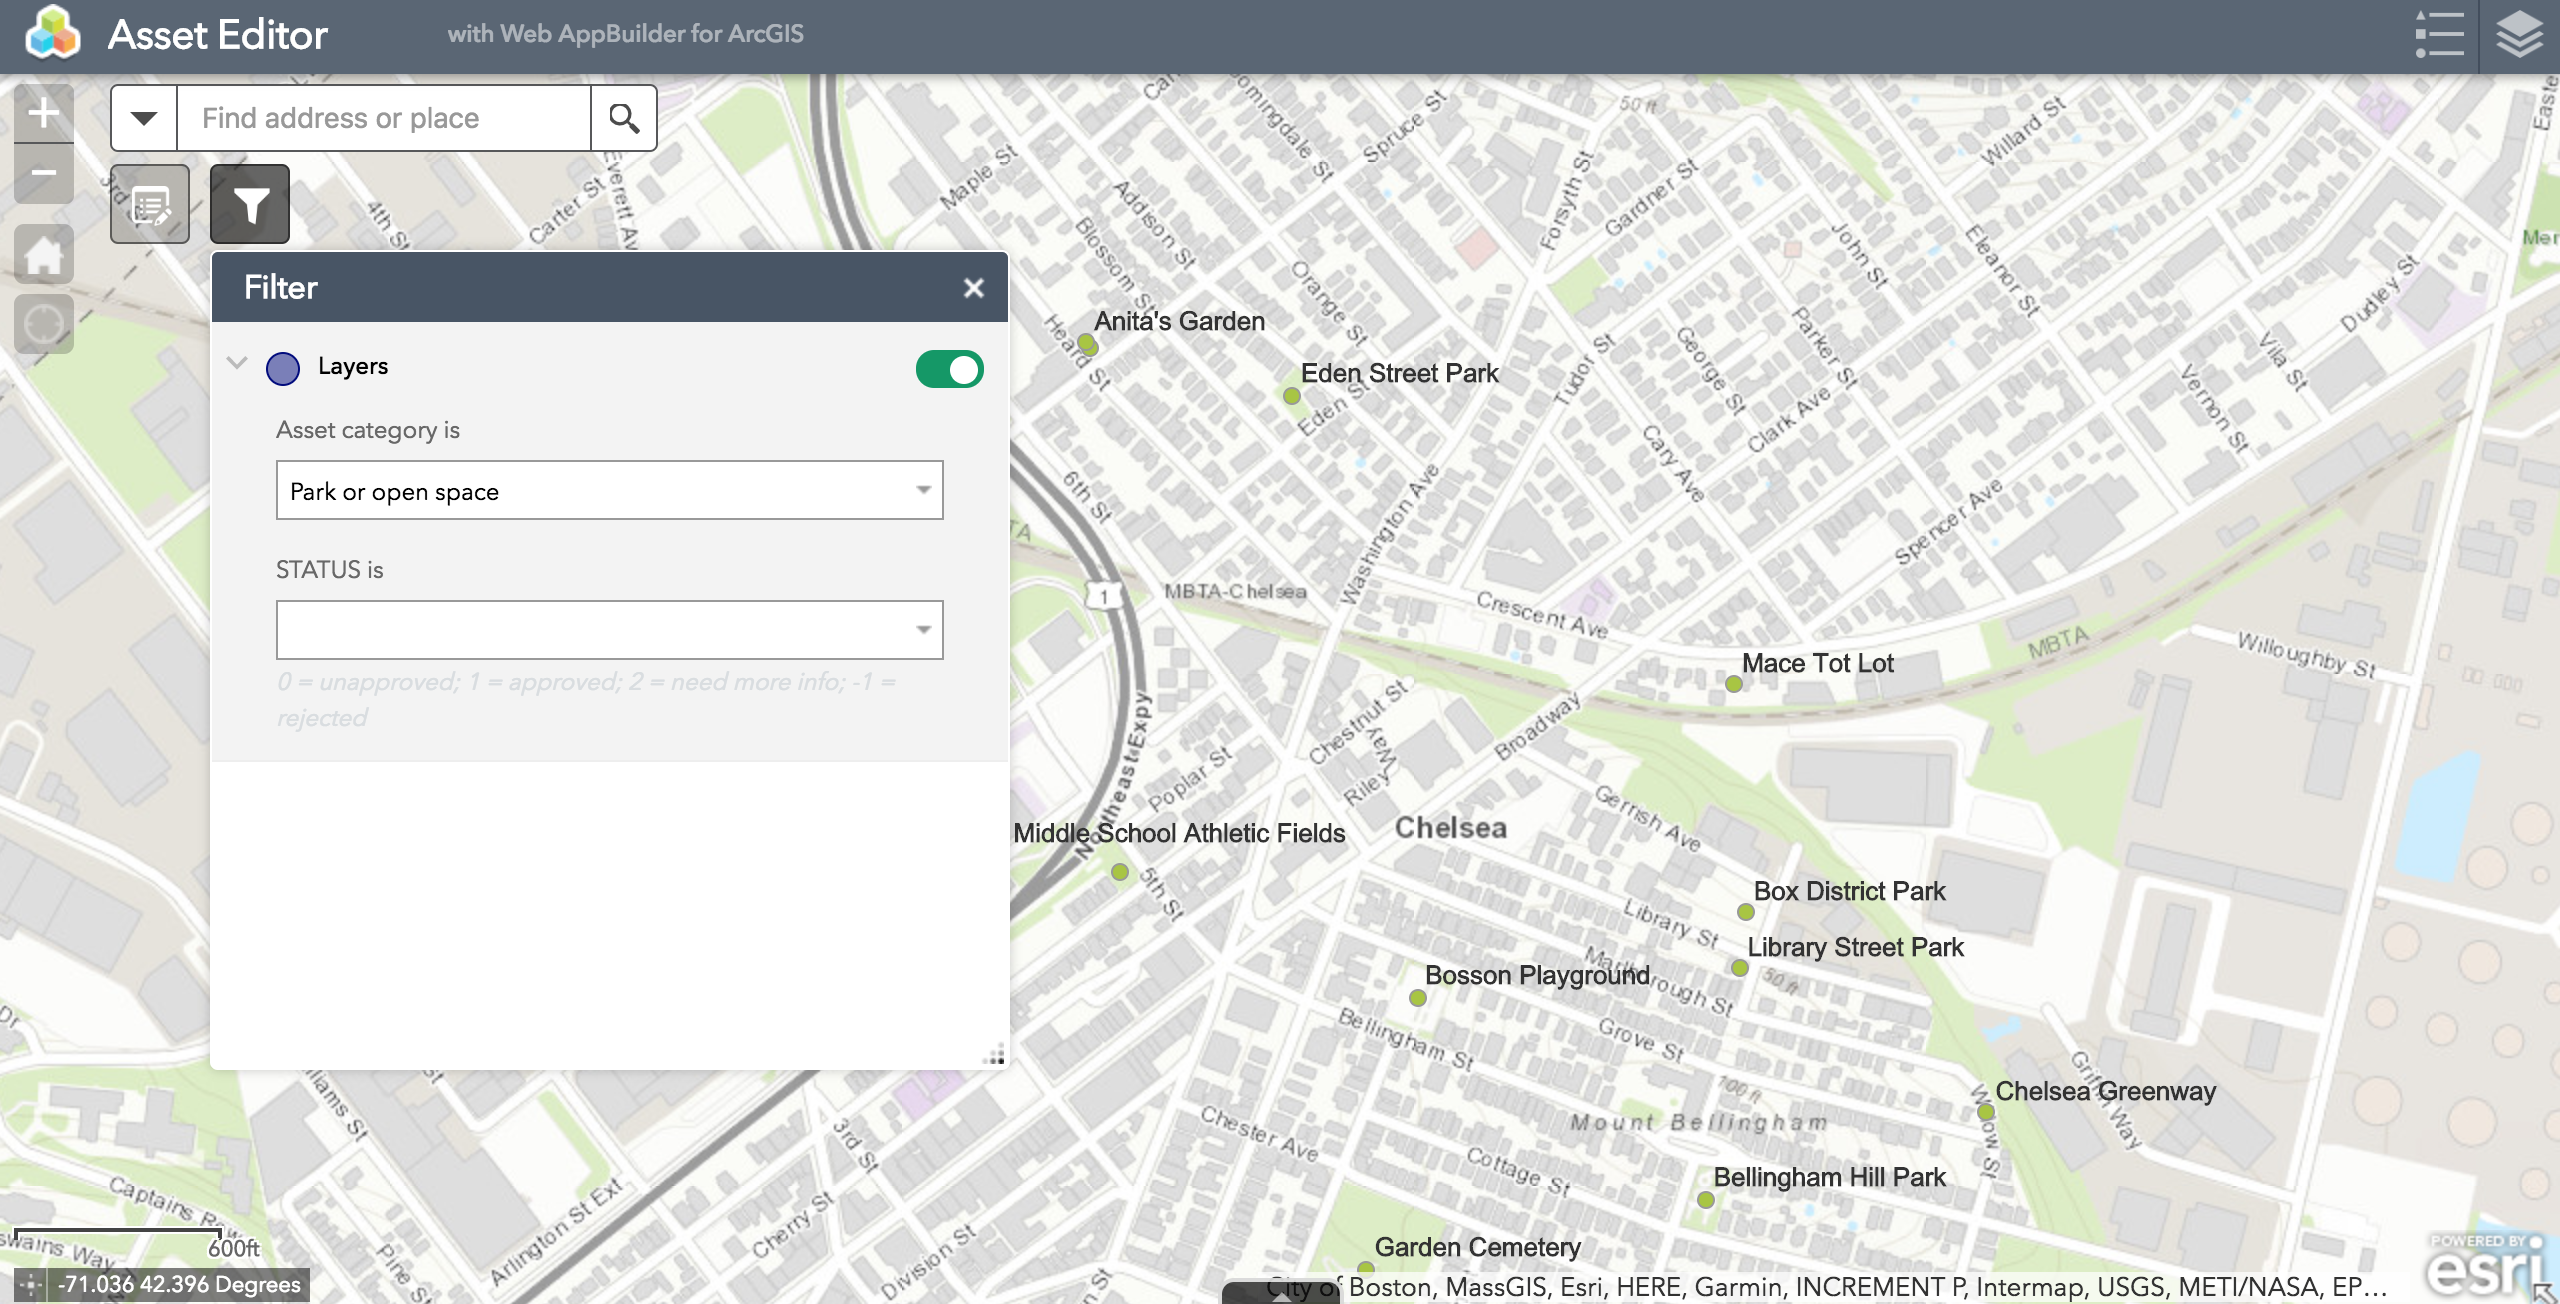 Asset Editor
with Web AppBuilder for ArcGIS
Find address or place
Filter
Layers
Asset category is
Park or open space
STATUS is
0 = unapproved; 1 = approved; 2 = need more info; -1 =
rejected
Spruce St
50 ft
Willard St
Maple St
Everett Av
Carter St
4th St
Addison St
Blossom St
Forsyth St
Gardner St
John St
Eleanor St
Dudley St
Orange St
Anita's Garden
Heard St
Eden Street Park
Eden St
Tudor St
George St
Parker St
Vila St
Vernon St
Clark Ave
Cary Ave
6th St
Washington Ave
Spencer Ave
1
MBTA-Chelsea
Crescent Ave
MBTA
Willoughby St
Mace Tot Lot
Chestnut St
Broadway
Northeast Expy
Poplar St
Riley Way
Gerrish Ave
Middle School Athletic Fields
Chelsea
5th St
Box District Park
Library St
Library Street Park
Marlborough St
50 ft
Bosson Playground
Bellingham St
Grove St
Griffin Way
Chelsea Greenway
Willow St
100 ft
Mount Bellingham
Chester Ave
Cottage St
Bellingham Hill Park
3rd St
Captains Row
Arlington St Ext
Cherry St
Division St
Pine St
Garden Cemetery
600ft
-71.036 42.396 Degrees
City of Boston, MassGIS, Esri, HERE, Garmin, INCREMENT P, Intermap, USGS, METI/NASA, EP...
POWERED BY
esri